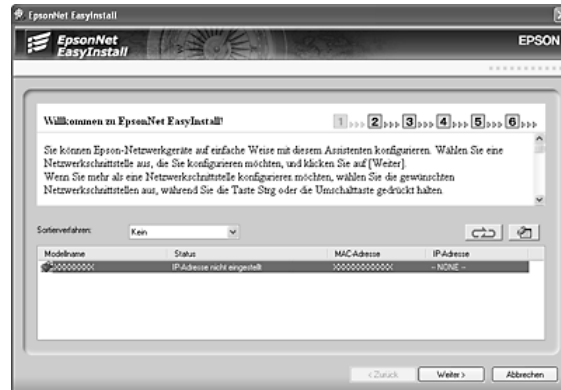 EpsonNet EasyInstall
EpsonNet
EasyInstall
EPSON
Willkommen zu EpsonNet EasyInstall!
1 2 3 4 5 6
Sie können Epson-Netzwerkgeräte auf einfache Weise mit diesem Assistenten konfigurieren. Wählen Sie eine
Netzwerkschnittstelle aus, die Sie konfigurieren möchten, und klicken Sie auf [Weiter].
Wenn Sie mehr als eine Netzwerkschnittstelle konfigurieren möchten, wählen Sie die gewünschten
Netzwerkschnittstellen aus, während Sie die Taste Strg oder die Umschalttaste gedrückt halten.
Sortierverfahren: Kein
Modellname Status MAC-Adresse IP-Adresse
XXXXXXXX IP-Adresse nicht eingestellt XXXXXXXXXXXX -- NONE --
< Zurück Weiter > Abbrechen